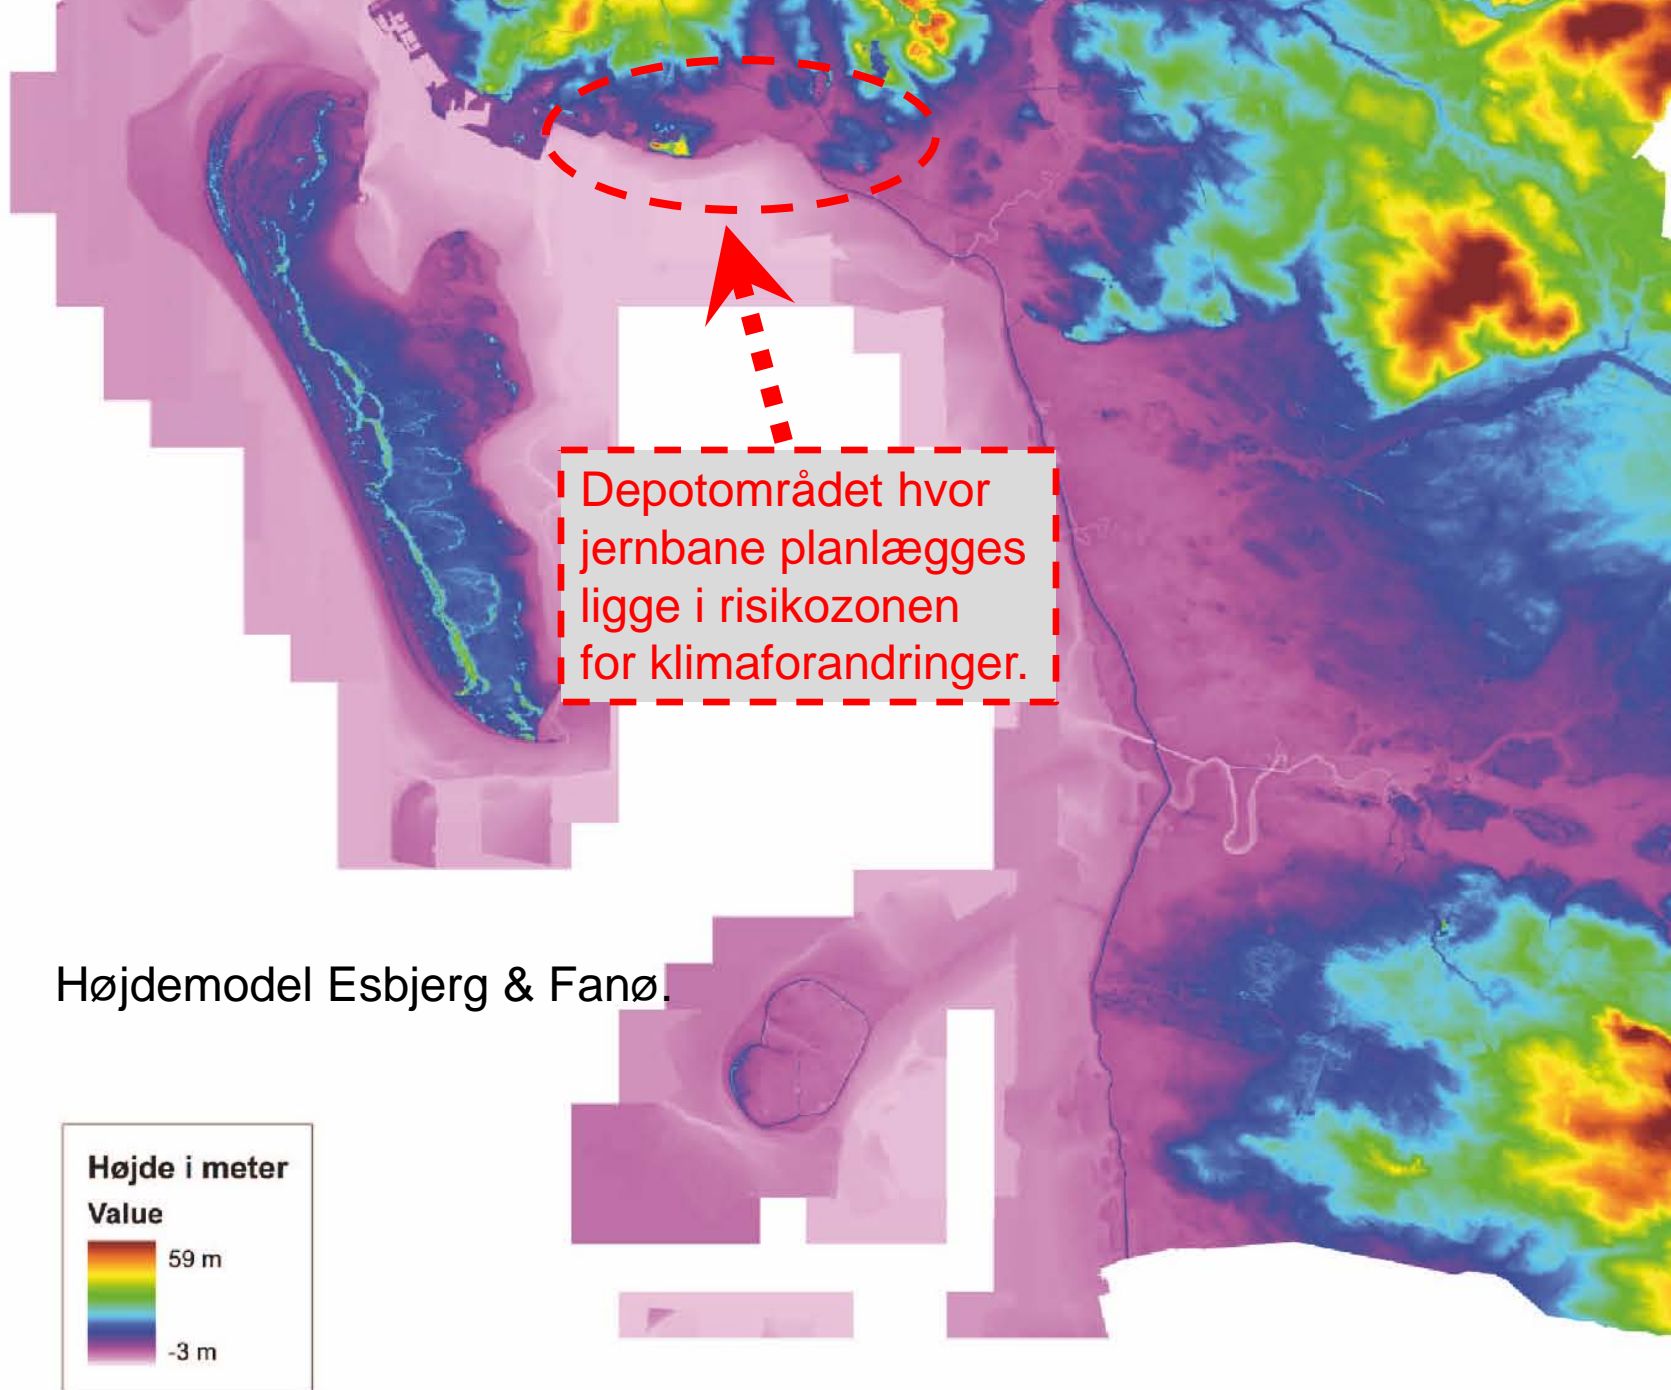 Depotområdet hvor
jernbane planlægges
ligge i risikozonen
for klimaforandringer.
Højdemodel Esbjerg & Fanø.
Højde i meter
Value
59 m
-3 m